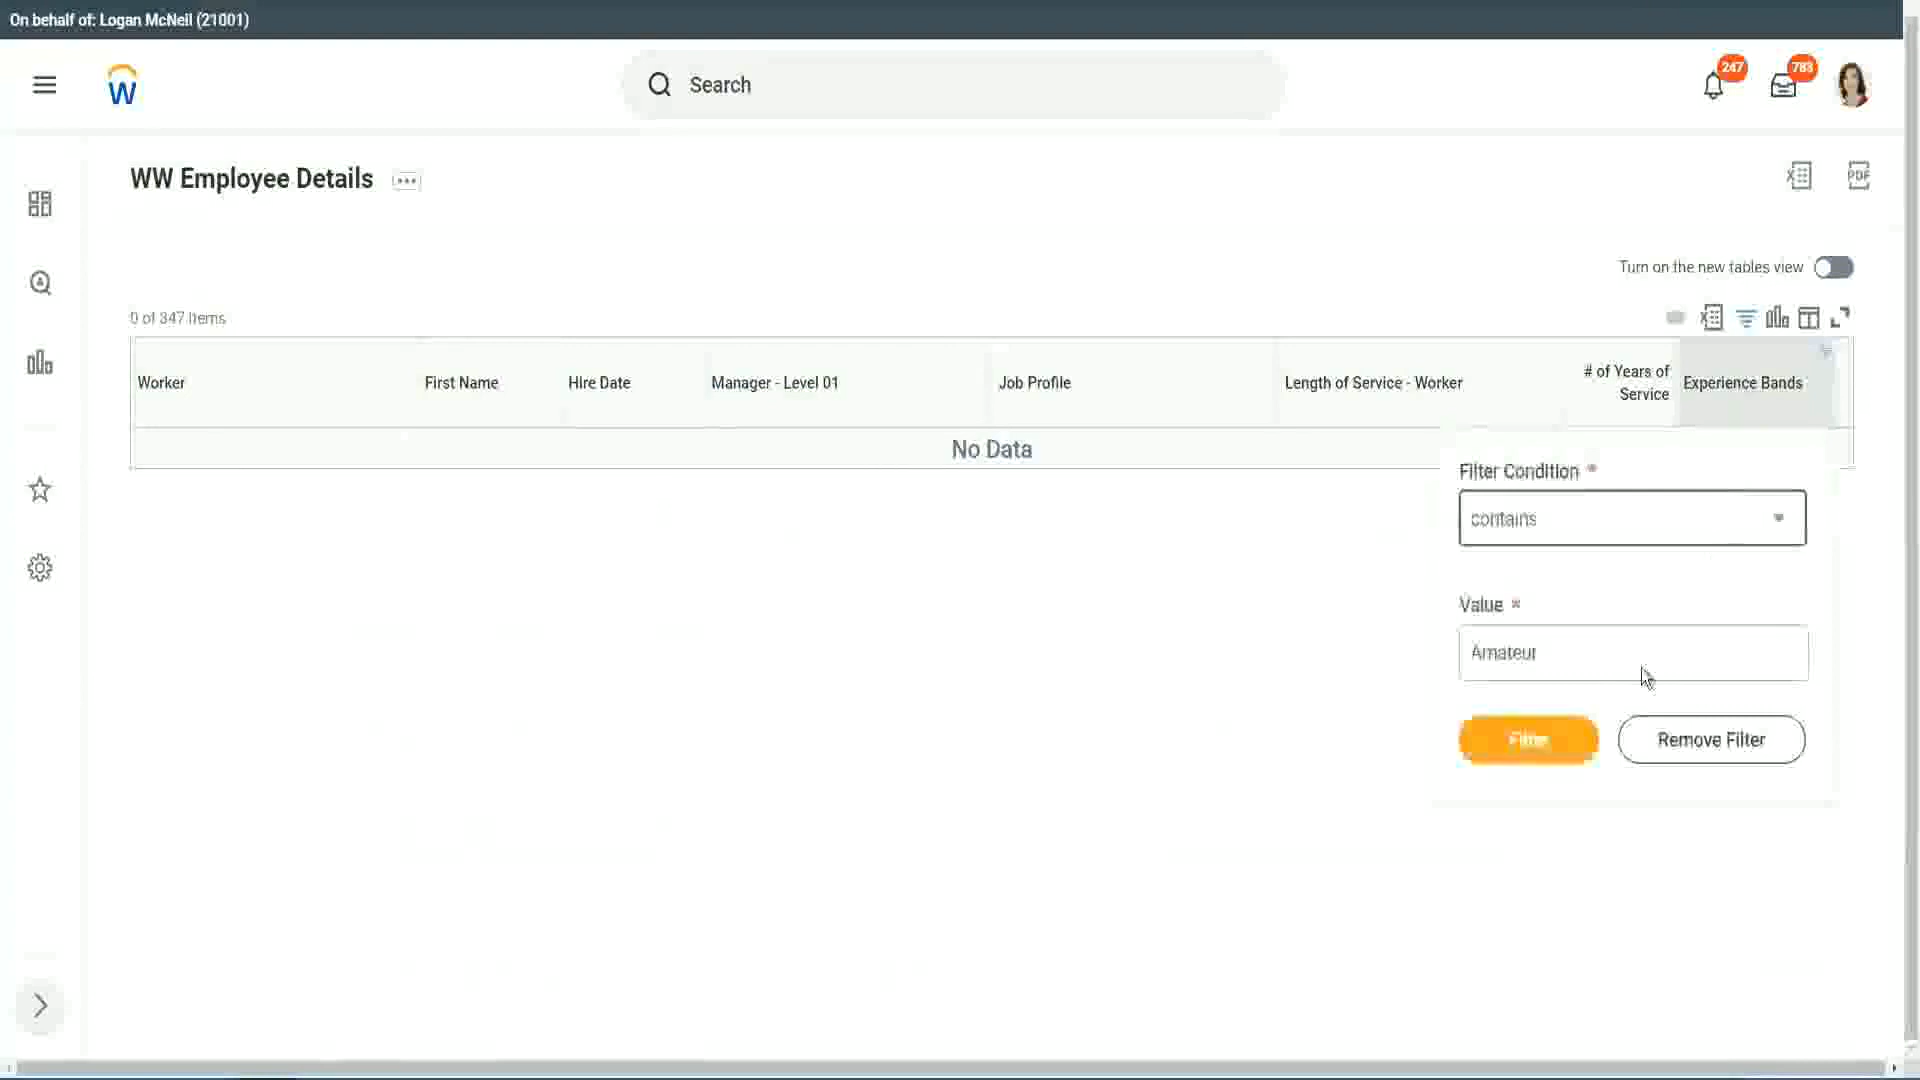 On behalf of: Logan McNeil (21001)
W
Search
247
783
WW Employee Details
PDF
Turn on the new tables view
0 of 347 items
Worker
First Name
Hire Date
Manager - Level 01
Job Profile
Length of Service - Worker
# of Years of
Service
Experience Bands
No Data
Filter Condition *
contains
Value *
Amateur
Filter
Remove Filter